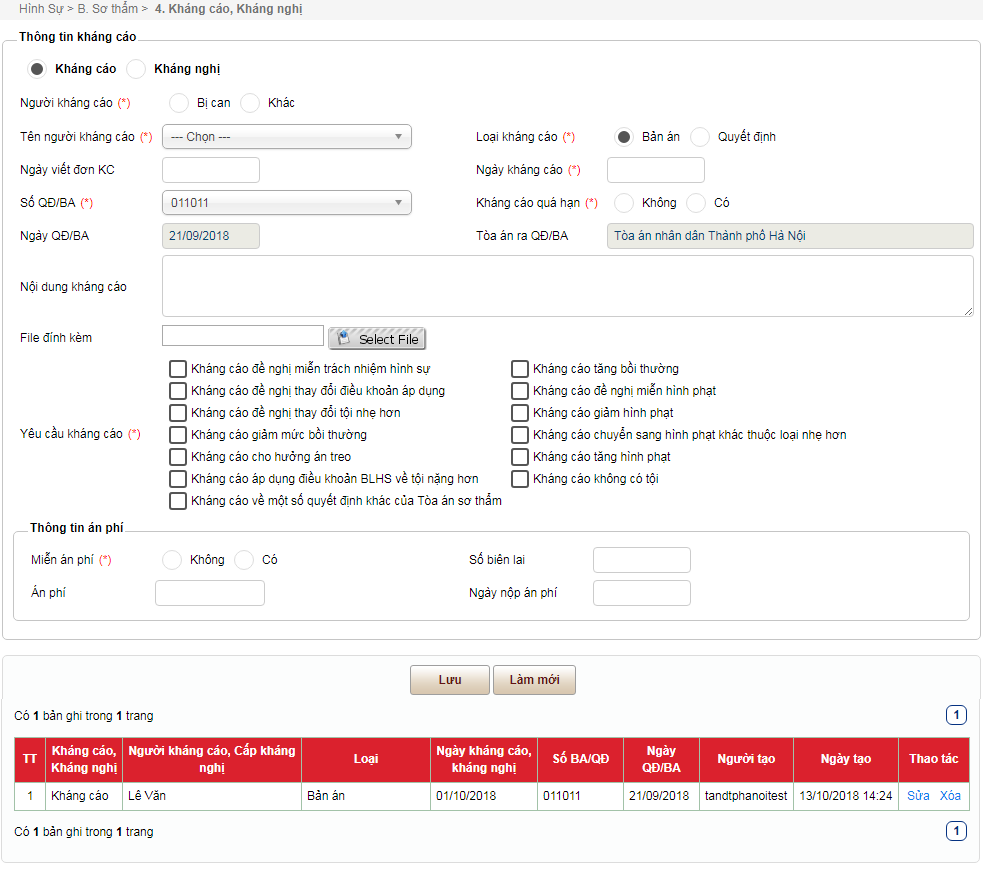 Hình Sự > B. Sơ thẩm > 4. Kháng cáo, Kháng nghị
Thông tin kháng cáo
Kháng cáo Kháng nghị
Người kháng cáo (*) Bị can Khác
Tên người kháng cáo (*) --- Chọn --- Loại kháng cáo (*) Bản án Quyết định
Ngày viết đơn KC Ngày kháng cáo (*)
Số QĐ/BA (*) 011011 Kháng cáo quá hạn (*) Không Có
Ngày QĐ/BA 21/09/2018 Tòa án ra QĐ/BA Tòa án nhân dân Thành phố Hà Nội
Nội dung kháng cáo
File đính kèm Select File
Yêu cầu kháng cáo (*)
Kháng cáo đề nghị miễn trách nhiệm hình sự Kháng cáo tăng bồi thường
Kháng cáo đề nghị thay đổi điều khoản áp dụng Kháng cáo đề nghị miễn hình phạt
Kháng cáo đề nghị thay đổi tội nhẹ hơn Kháng cáo giảm hình phạt
Kháng cáo giảm mức bồi thường Kháng cáo chuyển sang hình phạt khác thuộc loại nhẹ hơn
Kháng cáo cho hưởng án treo Kháng cáo tăng hình phạt
Kháng cáo áp dụng điều khoản BLHS về tội nặng hơn Kháng cáo không có tội
Kháng cáo về một số quyết định khác của Tòa án sơ thẩm
Thông tin án phí
Miễn án phí (*) Không Có Số biên lai
Án phí Ngày nộp án phí
Lưu Làm mới
Có 1 bản ghi trong 1 trang 1
TT Kháng cáo, Kháng nghị Người kháng cáo, Cấp kháng nghị Loại Ngày kháng cáo, kháng nghị Số BA/QĐ Ngày QĐ/BA Người tạo Ngày tạo Thao tác
1 Kháng cáo Lê Văn Bản án 01/10/2018 011011 21/09/2018 tandtphanoitest 13/10/2018 14:24 Sửa Xóa
Có 1 bản ghi trong 1 trang 1